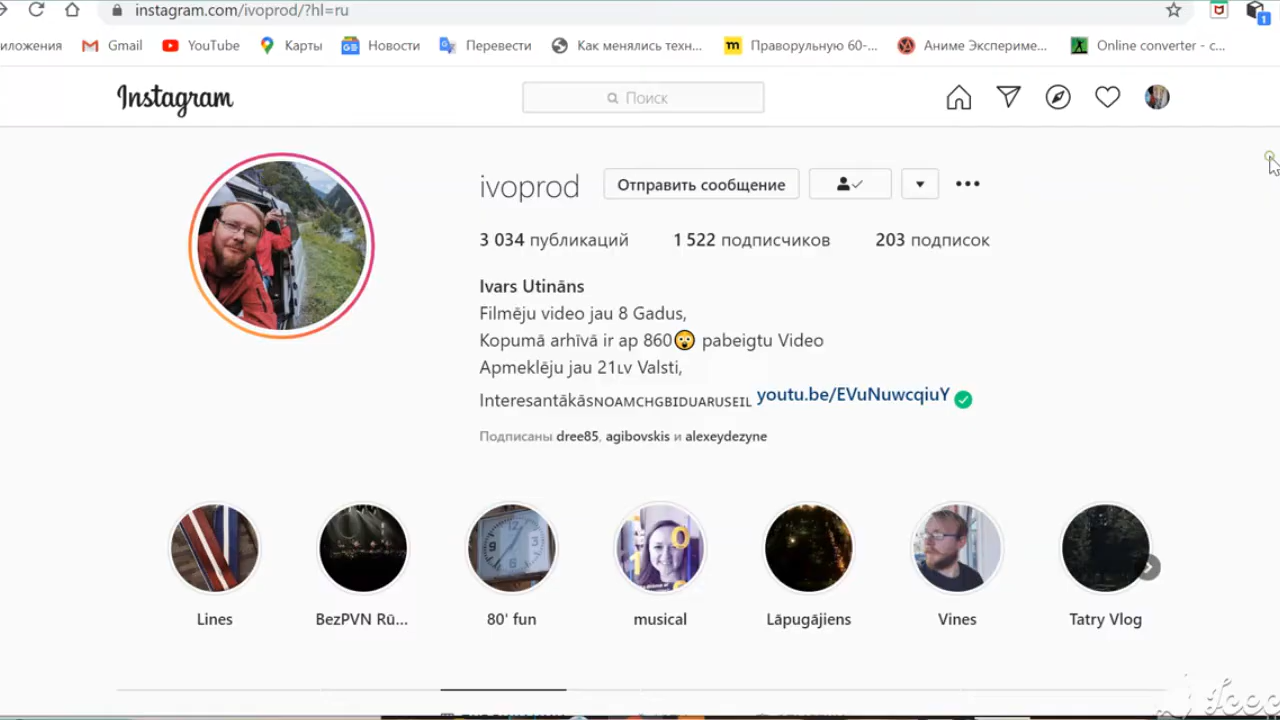 instagram.com/ivoprod/?hl=ru
иложения Gmail YouTube Карты Новости Перевести Как менялись техн... Праворульную 60-... Аниме Эксперимe... Online converter - c...
Instagram
Поиск
ivoprod Отправить сообщение
3 034 публикаций 1 522 подписчиков 203 подписок
Ivars Utināns
Filmēju video jau 8 Gadus,
Kopumā arhīvā ir ap 860😲 pabeigtu Video
Apmeklēju jau 21ʟᴠ Valsti,
Interesantākāsɴᴏᴀᴍᴄʜɢʙɪᴅᴜᴀʀᴜsᴇɪʟ youtu.be/EVuNuwcqiuY
Подписаны dree85, agibovskis и alexeydezyne
Lines BezPVN Rū... 80' fun musical Lāpugājiens Vines Tatry Vlog